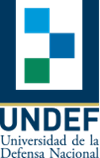 UNDEF
Universidad de la
Defensa Nacional